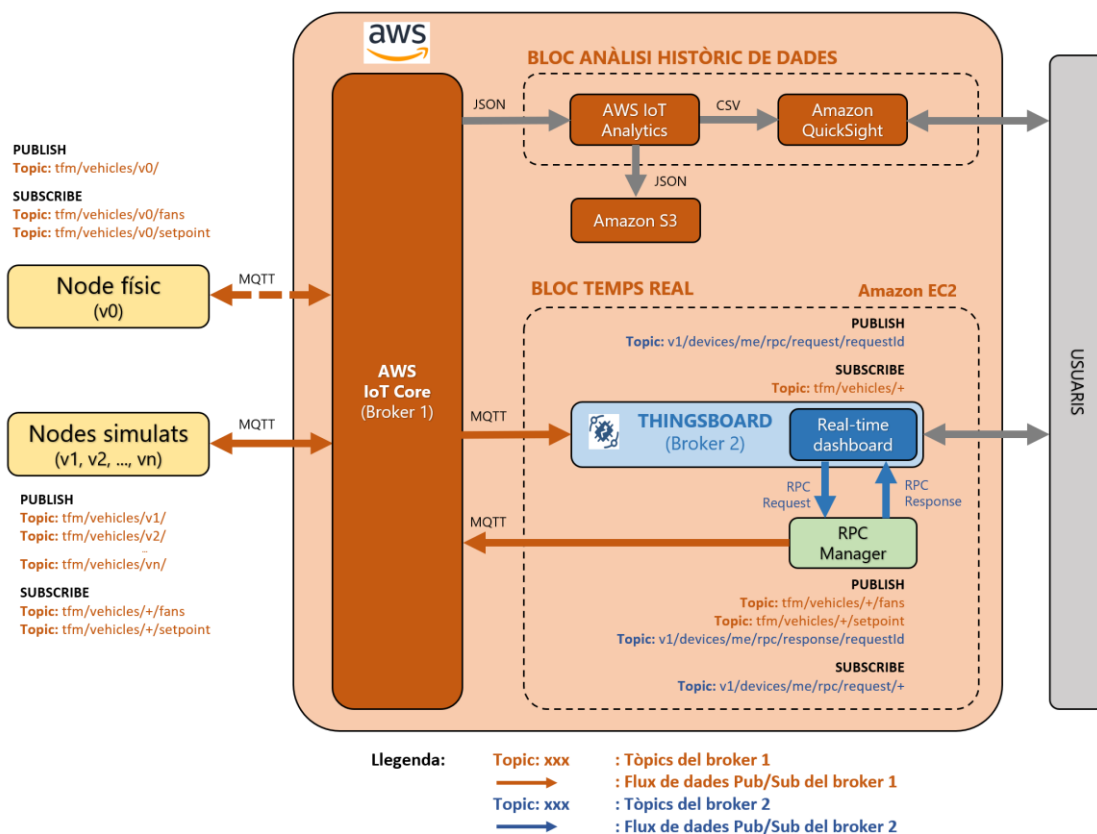 aws
BLOC ANÀLISI HISTÒRIC DE DADES
JSON
AWS IoT
Analytics
CSV
Amazon
QuickSight
JSON
Amazon S3
PUBLISH
Topic: tfm/vehicles/v0/
SUBSCRIBE
Topic: tfm/vehicles/v0/fans
Topic: tfm/vehicles/v0/setpoint
Node físic
(v0)
MQTT
Nodes simulats
(v1, v2, ..., vn)
MQTT
PUBLISH
Topic: tfm/vehicles/v1/
Topic: tfm/vehicles/v2/
Topic: tfm/vehicles/vn/
SUBSCRIBE
Topic: tfm/vehicles/+/fans
Topic: tfm/vehicles/+/setpoint
AWS
IoT Core
(Broker 1)
BLOC TEMPS REAL
Amazon EC2
PUBLISH
Topic: v1/devices/me/rpc/request/requestId
SUBSCRIBE
Topic: tfm/vehicles/+
MQTT
THINGSBOARD
(Broker 2)
Real-time
dashboard
RPC
Request
RPC
Response
MQTT
RPC
Manager
PUBLISH
Topic: tfm/vehicles/+/fans
Topic: tfm/vehicles/+/setpoint
Topic: v1/devices/me/rpc/response/requestId
SUBSCRIBE
Topic: v1/devices/me/rpc/request/+
USUARIS
Llegenda:
Topic: xxx : Tòpics del broker 1
: Flux de dades Pub/Sub del broker 1
Topic: xxx : Tòpics del broker 2
: Flux de dades Pub/Sub del broker 2